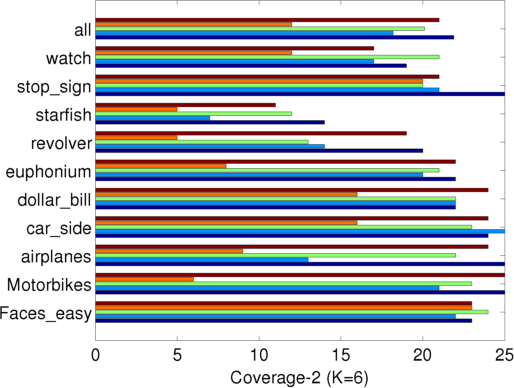 all
watch
stop_sign
starfish
revolver
euphonium
dollar_bill
car_side
airplanes
Motorbikes
Faces_easy
0 5 10 15 20 25
Coverage-2 (K=6)